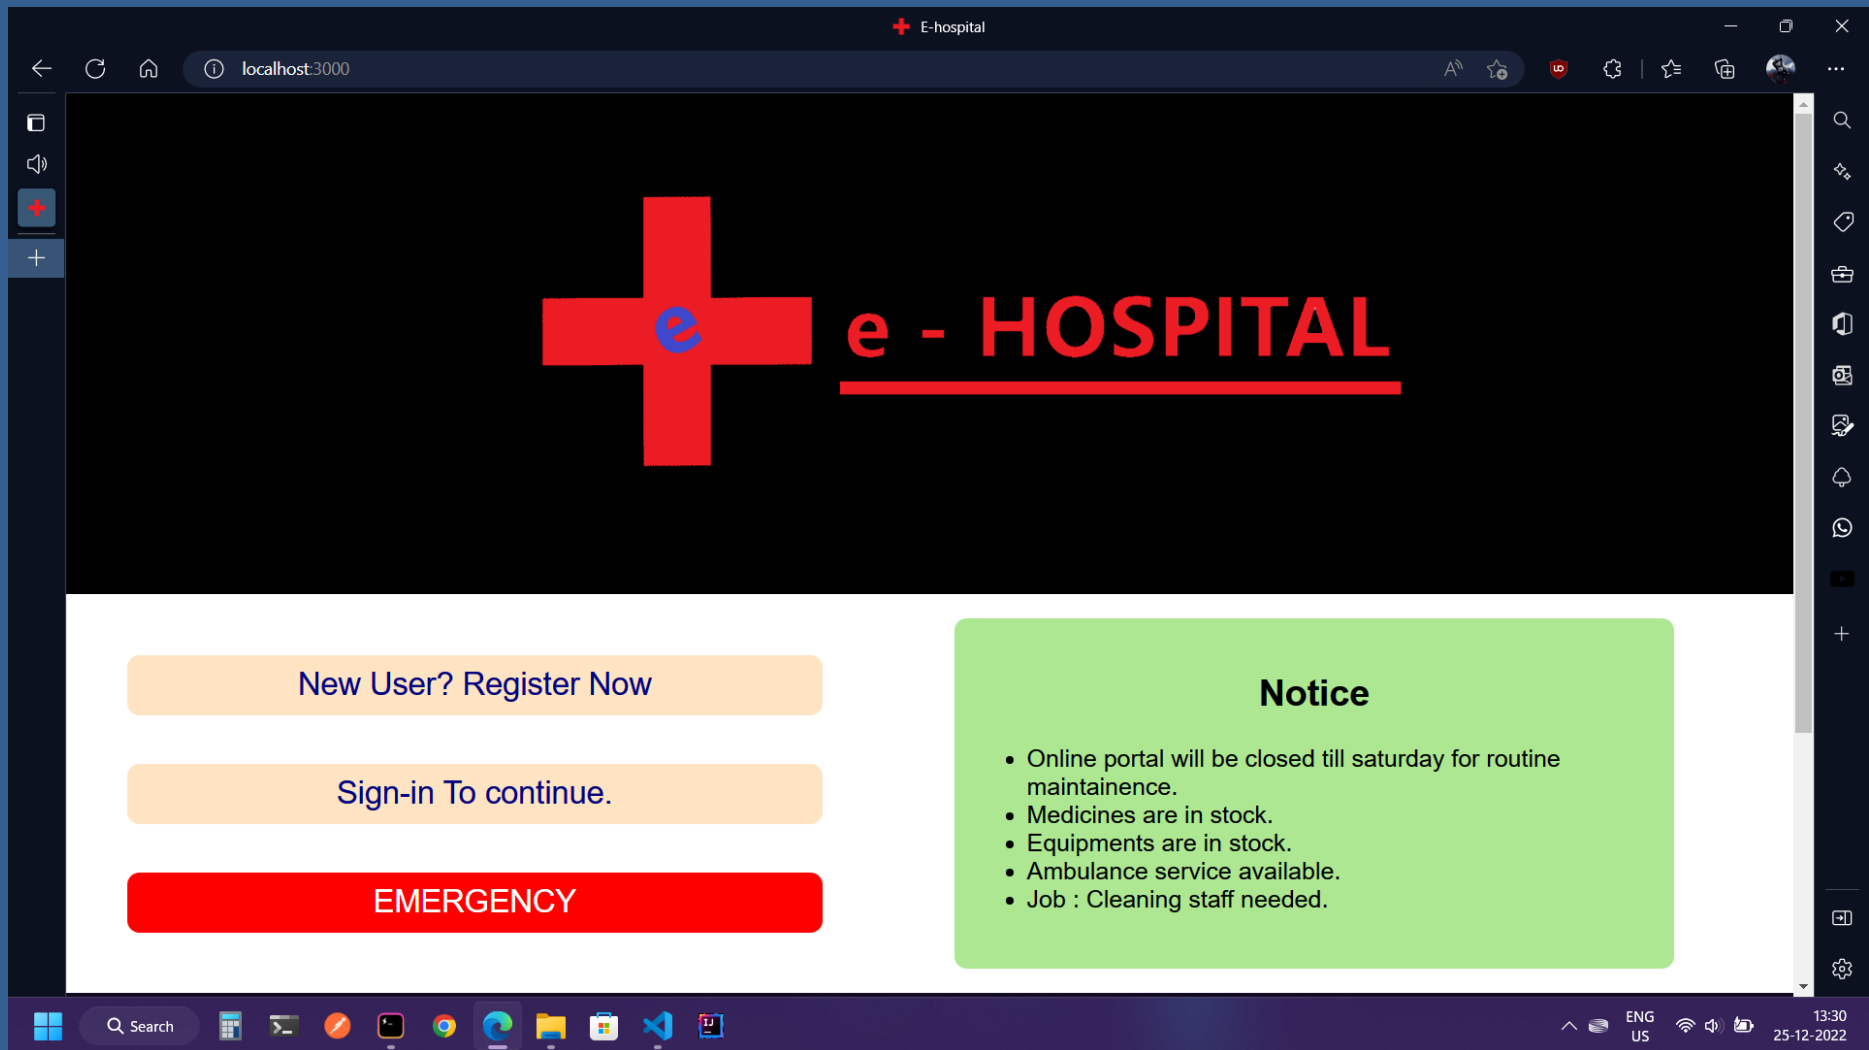 E-hospital
localhost:3000
e
e - HOSPITAL
New User? Register Now
Sign-in To continue.
EMERGENCY
Notice
Online portal will be closed till saturday for routine
maintainence.
Medicines are in stock.
Equipments are in stock.
Ambulance service available.
Job : Cleaning staff needed.
Search
ENG
US
13:30
25-12-2022